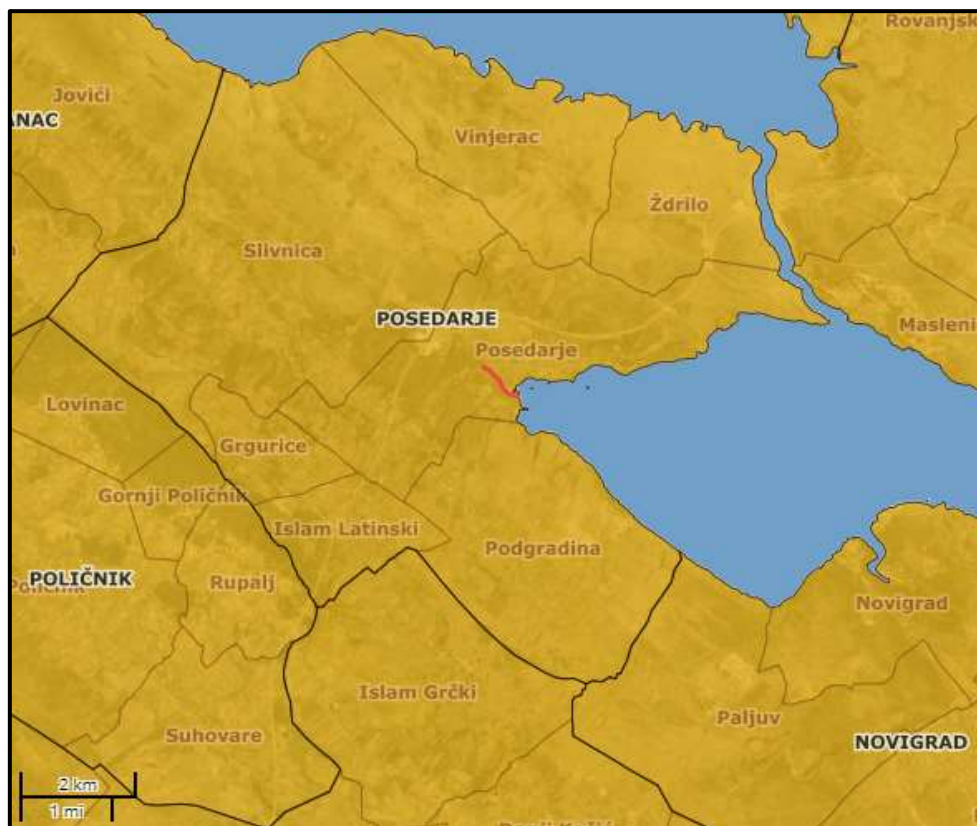 Rovanjsk
Jovići
ANAC
Vinjerac
Ždrilo
Slivnica
POSEDARJE
Masleni
Posedarje
Lovinac
Grgurice
Gornji Poličnik
Islam Latinski
Podgradina
POLIČNIK
Rupalj
Novigrad
Islam Grčki
Paljuv
Suhovare
NOVIGRAD
2 km
1 mi